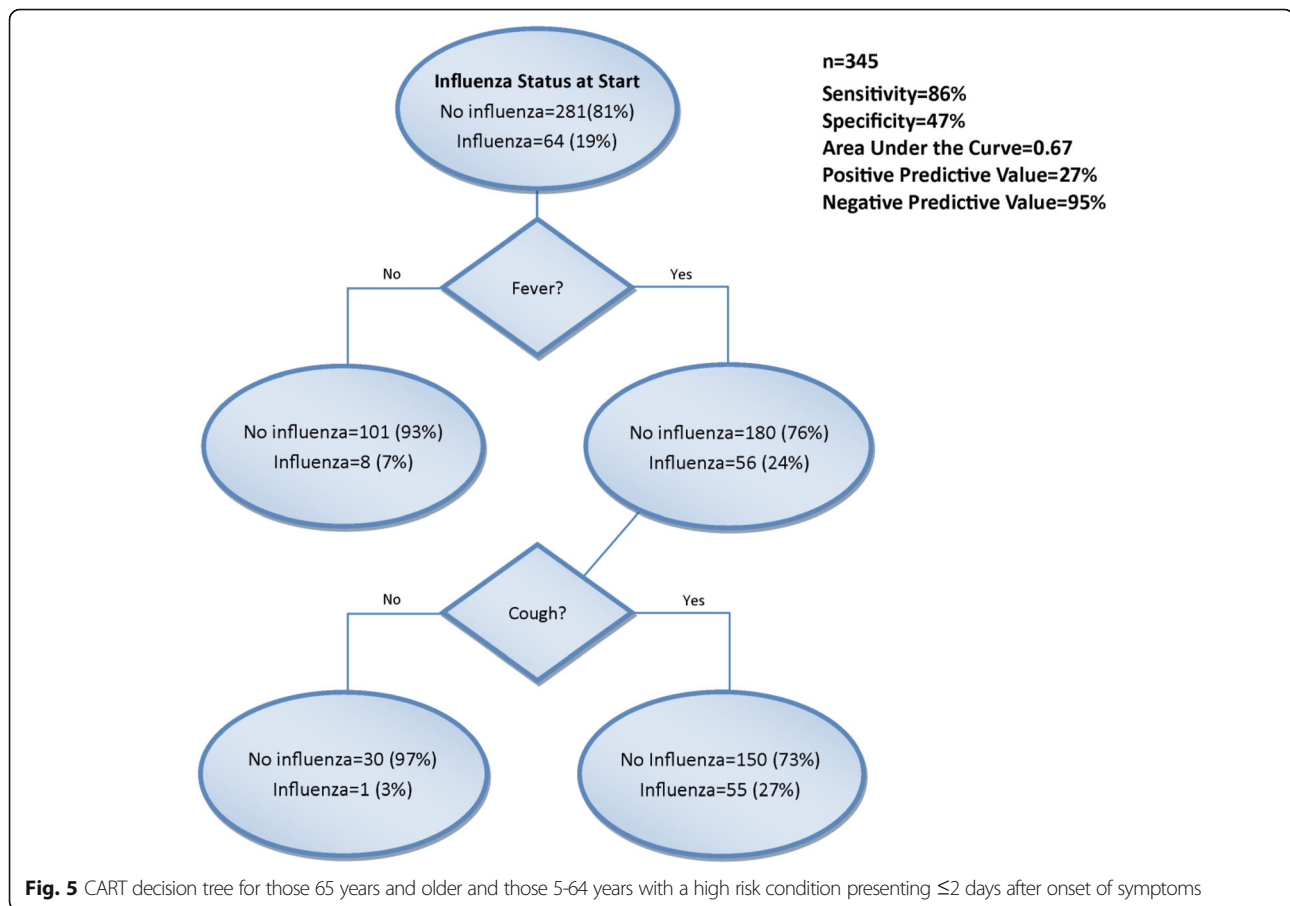 Influenza Status at Start
No influenza=281(81%)
Influenza=64 (19%)
n=345
Sensitivity=86%
Specificity=47%
Area Under the Curve=0.67
Positive Predictive Value=27%
Negative Predictive Value=95%
No
Fever?
Yes
No influenza=101 (93%)
Influenza=8 (7%)
No influenza=180 (76%)
Influenza=56 (24%)
No
Cough?
Yes
No influenza=30 (97%)
Influenza=1 (3%)
No Influenza=150 (73%)
Influenza=55 (27%)
Fig. 5 CART decision tree for those 65 years and older and those 5-64 years with a high risk condition presenting ≤2 days after onset of symptoms